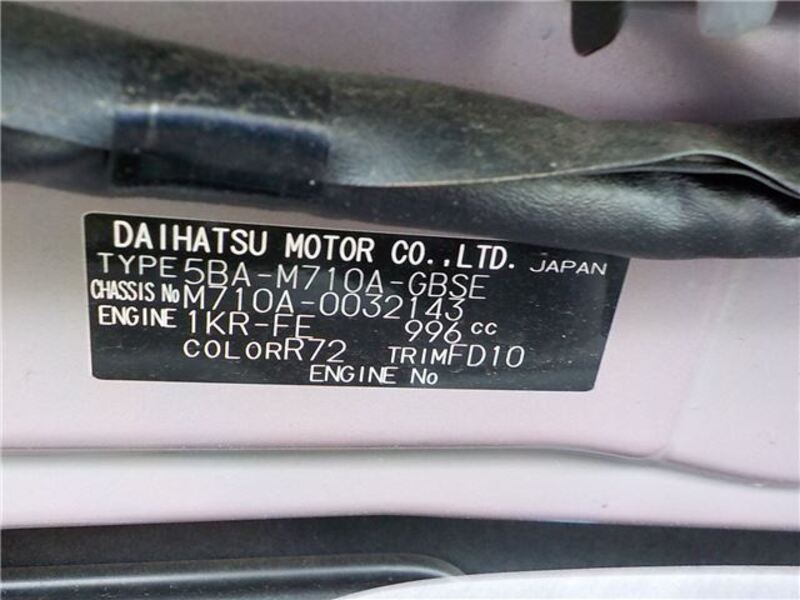 DAIHATSU MOTOR CO.,LTD. JAPAN
TYPE 5BA-M710A-GBSE
CHASSIS No M710A-0032143
ENGINE 1KR-FE 996 cc
COLOR R72 TRIM FD10
ENGINE No